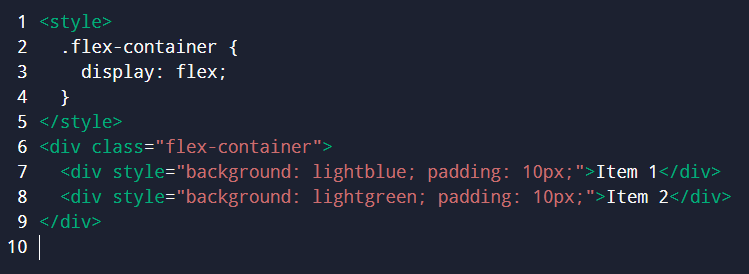 1 <style>
2   .flex-container {
3     display: flex;
4   }
5 </style>
6 <div class="flex-container">
7   <div style="background: lightblue; padding: 10px;">Item 1</div>
8   <div style="background: lightgreen; padding: 10px;">Item 2</div>
9 </div>
10